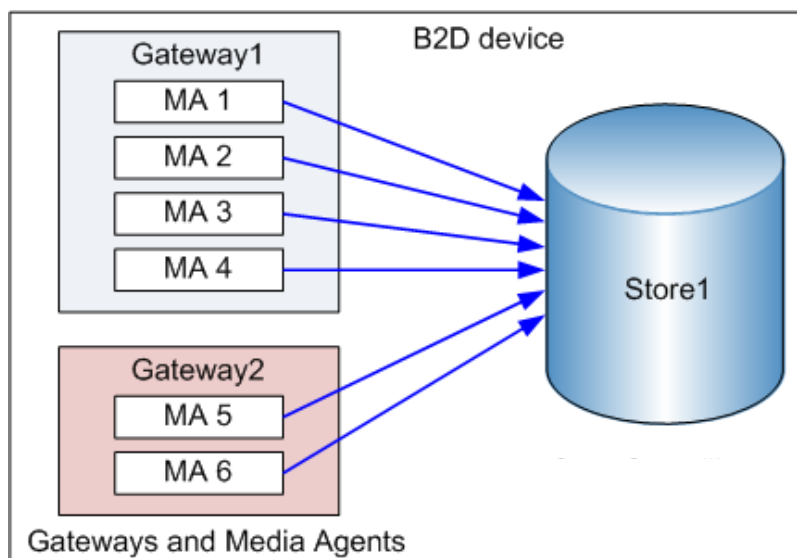 B2D device
Gateway1
MA 1
MA 2
MA 3
MA 4
Store1
Gateway2
MA 5
MA 6
Gateways and Media Agents